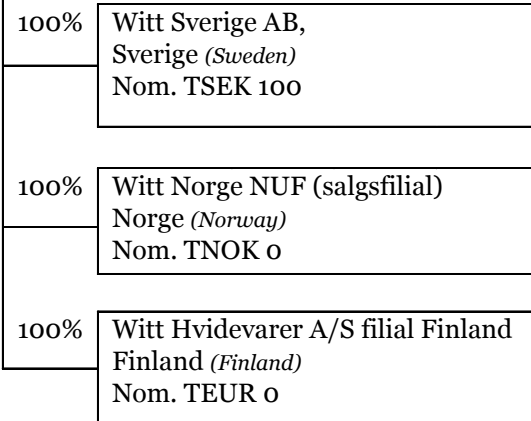 100% Witt Sverige AB,
Sverige (Sweden)
Nom. TSEK 100
100% Witt Norge NUF (salgsfilial)
Norge (Norway)
Nom. TNOK 0
100% Witt Hvidevarer A/S filial Finland
Finland (Finland)
Nom. TEUR 0